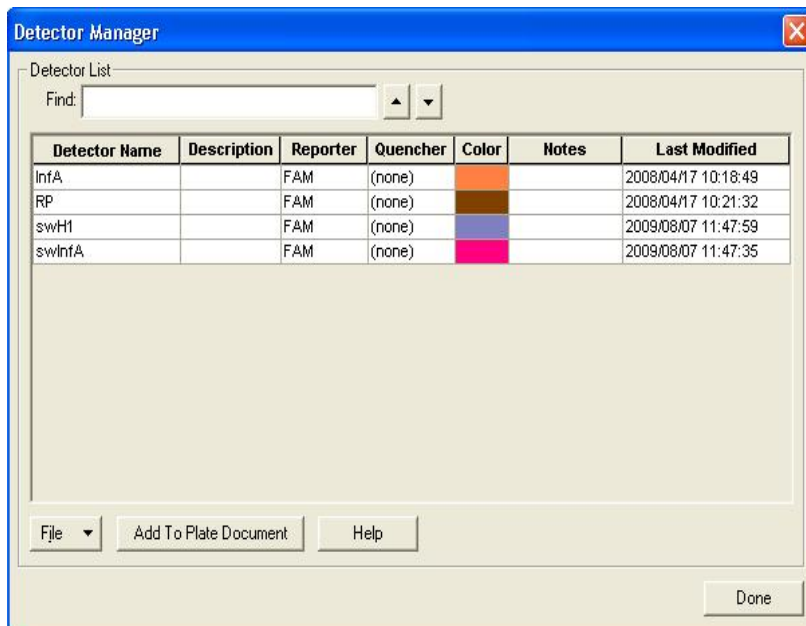 Detector Manager
Detector List
Find:
Detector Name Description Reporter Quencher Color Notes Last Modified
InfA FAM (none) 2008/04/17 10:18:49
RP FAM (none) 2008/04/17 10:21:32
swH1 FAM (none) 2009/08/07 11:47:59
swInfA FAM (none) 2009/08/07 11:47:35
File Add To Plate Document Help
Done